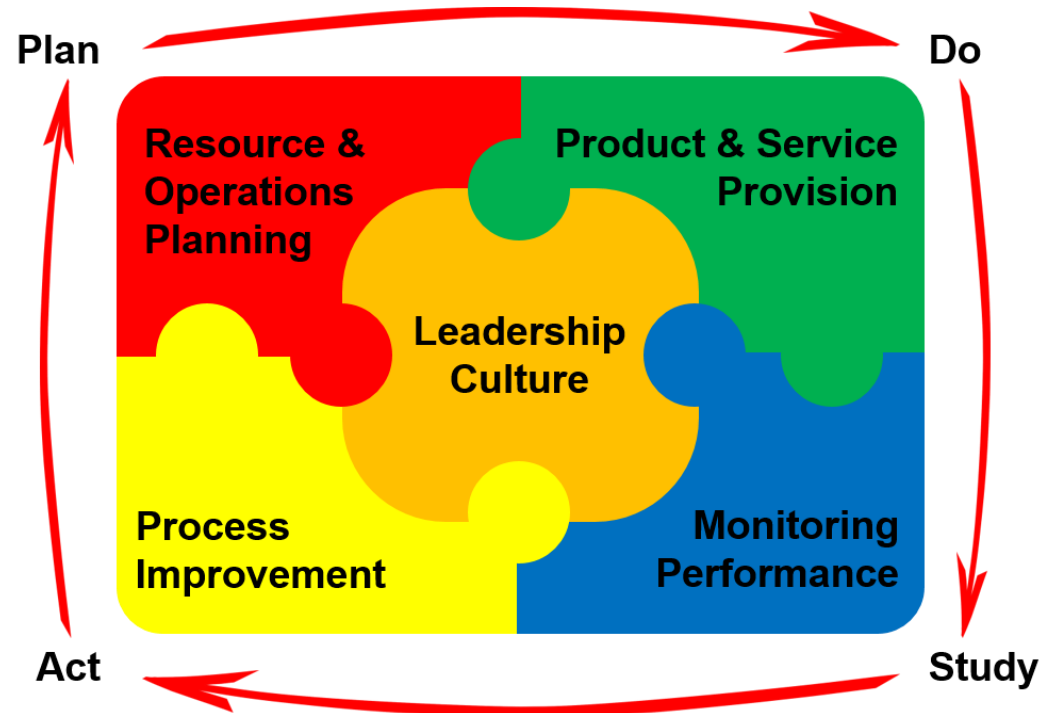 Plan
Do
Resource &
Operations
Planning
Product & Service
Provision
Leadership
Culture
Process
Improvement
Monitoring
Performance
Act
Study